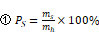 ① P_S = m_s / m_h × 100%